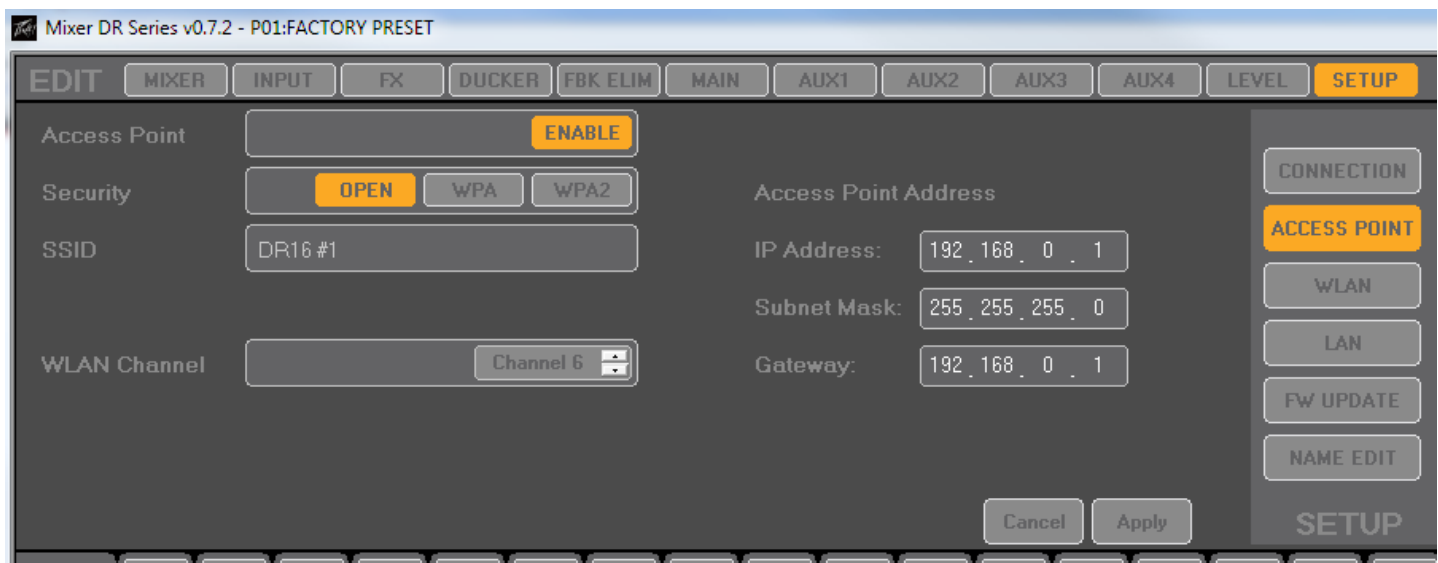 Mixer DR Series v0.7.2 - P01:FACTORY PRESET
EDIT MIXER INPUT FX DUCKER FBK ELIM MAIN AUX1 AUX2 AUX3 AUX4 LEVEL SETUP
Access Point ENABLE
Security OPEN WPA WPA2
SSID DR16 #1
WLAN Channel Channel 6
Access Point Address
IP Address: 192 . 168 . 0 . 1
Subnet Mask: 255 . 255 . 255 . 0
Gateway: 192 . 168 . 0 . 1
Cancel Apply
CONNECTION
ACCESS POINT
WLAN
LAN
FW UPDATE
NAME EDIT
SETUP